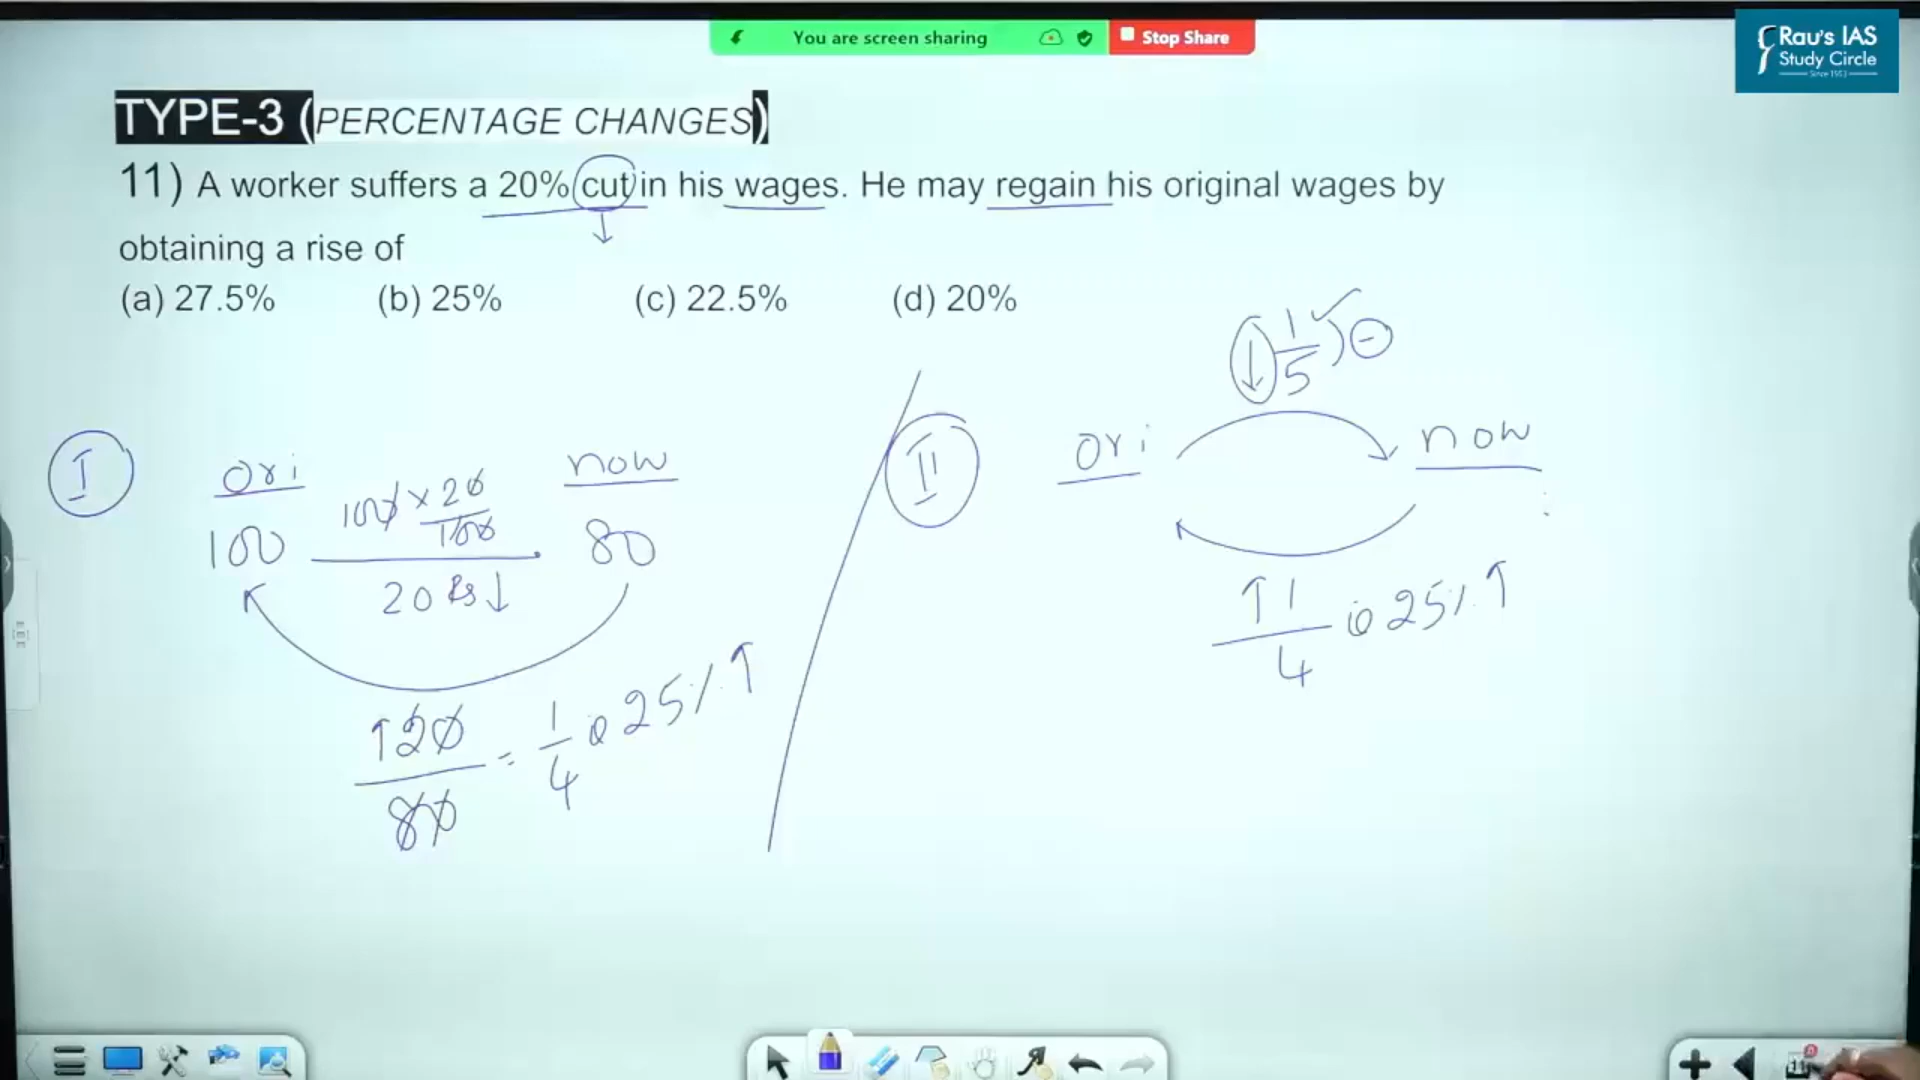 You are screen sharing
Stop Share
Rau's IAS
Study Circle
Since 1953
TYPE-3 (PERCENTAGE CHANGES)
11) A worker suffers a 20% cut in his wages. He may regain his original wages by
obtaining a rise of
(a) 27.5% (b) 25% (c) 22.5% (d) 20%
I
ori now
100 100 × 20/100 80
20 Rs ↓
↑20/80 = 1/4 25% ↑
II
↓ 1/5 ✓ −
ori now
↑1/4 25% ↑